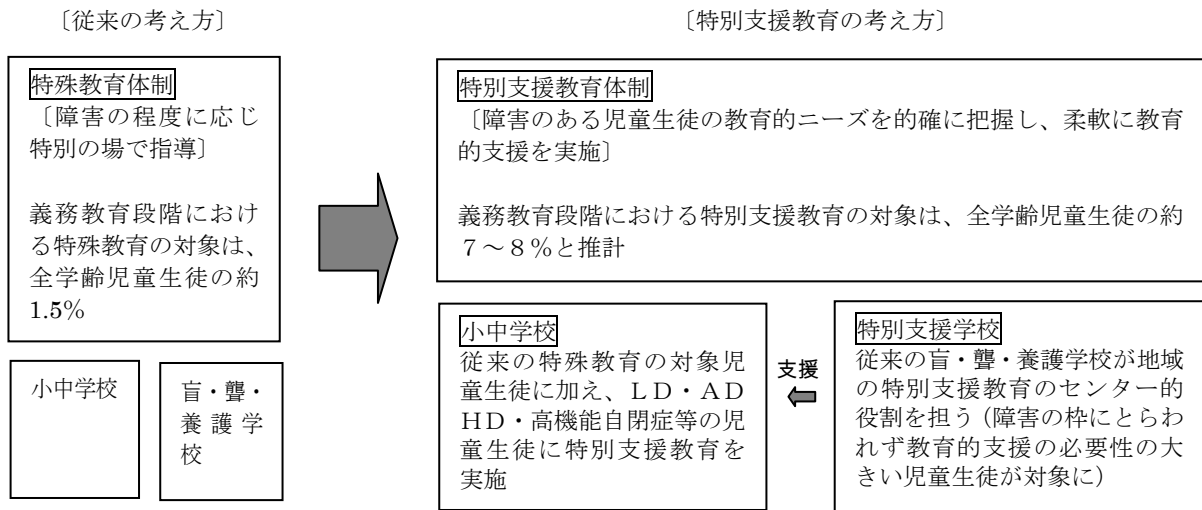 〔従来の考え方〕
〔特別支援教育の考え方〕
特殊教育体制
〔障害の程度に応じ
特別の場で指導〕
義務教育段階におけ
る特殊教育の対象は、
全学齢児童生徒の約
1.5%
小中学校
盲・聾・
養護学
校
特別支援教育体制
〔障害のある児童生徒の教育的ニーズを的確に把握し、柔軟に教育
的支援を実施〕
義務教育段階における特別支援教育の対象は、全学齢児童生徒の約
７～８％と推計
小中学校
従来の特殊教育の対象児
童生徒に加え、ＬＤ・ＡＤ
ＨＤ・高機能自閉症等の児
童生徒に特別支援教育を
実施
支援
特別支援学校
従来の盲・聾・養護学校が地域
の特別支援教育のセンター的
役割を担う（障害の枠にとらわ
れず教育的支援の必要性の大
きい児童生徒が対象に）